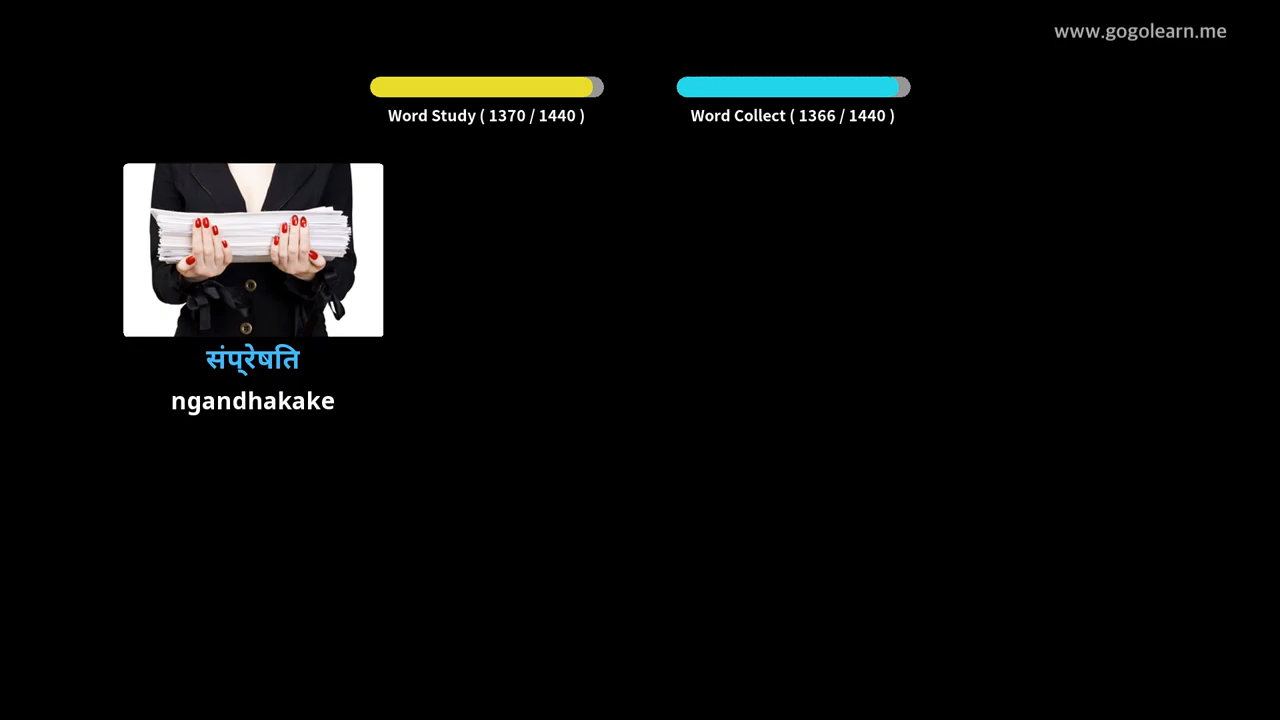 www.gogolearn.me
Word Study ( 1370 / 1440 )
Word Collect ( 1366 / 1440 )
संप्रेषति
ngandhakake